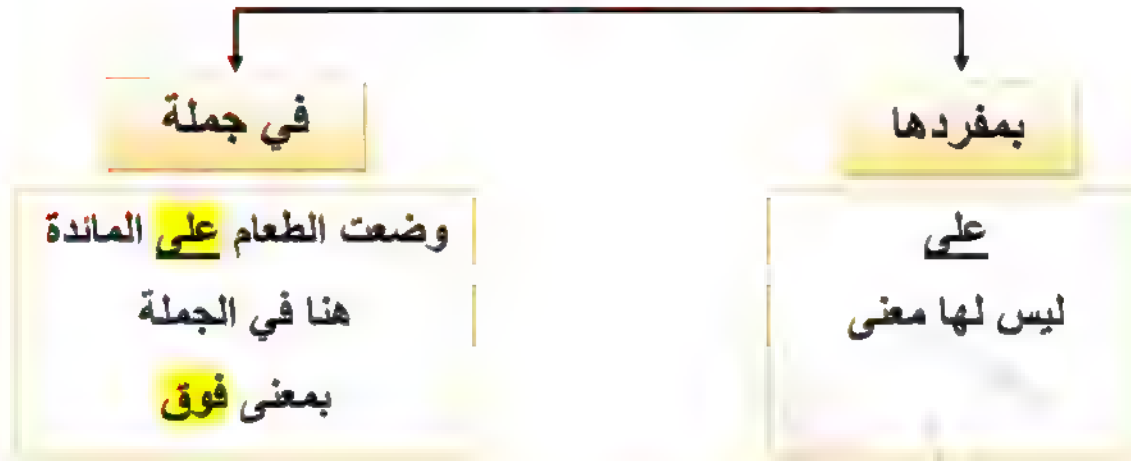 بمفردها
على
ليس لها معنى
في جملة
وضعت الطعام على المائدة
هنا في الجملة
بمعنى فوق